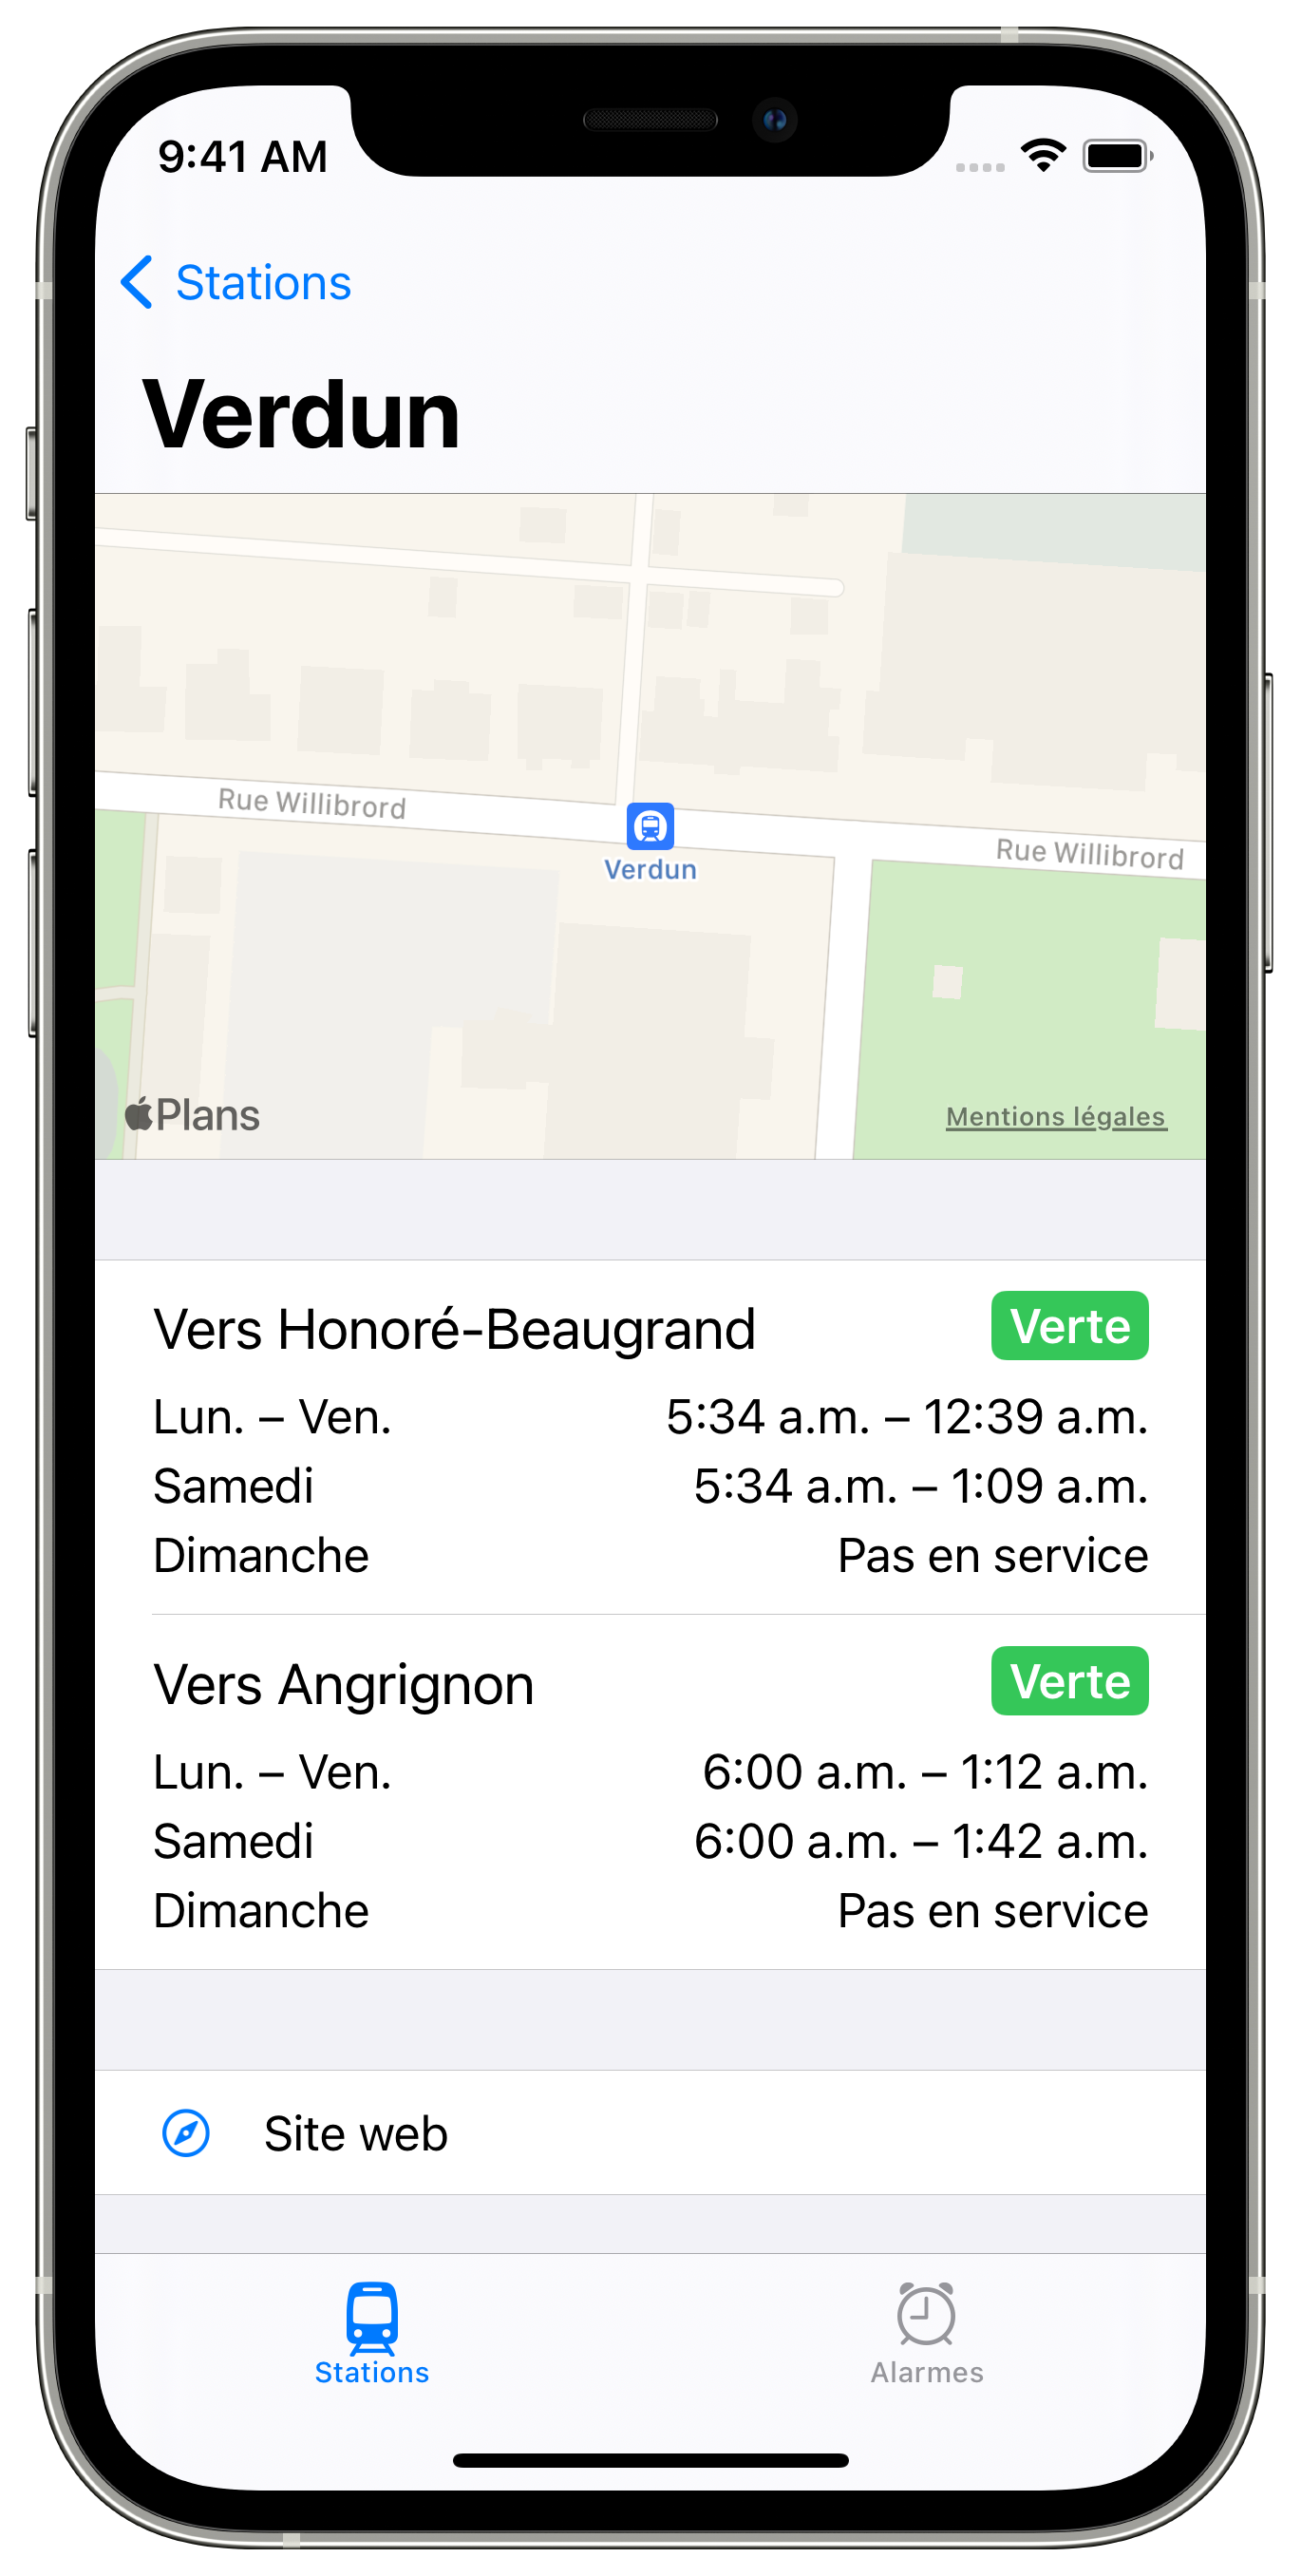 9:41 AM
Stations
Verdun
Rue Willibrord
Verdun
Rue Willibrord
Plans
Mentions légales
Vers Honoré-Beaugrand Verte
Lun. – Ven. 5:34 a.m. – 12:39 a.m.
Samedi 5:34 a.m. – 1:09 a.m.
Dimanche Pas en service
Vers Angrignon Verte
Lun. – Ven. 6:00 a.m. – 1:12 a.m.
Samedi 6:00 a.m. – 1:42 a.m.
Dimanche Pas en service
Site web
Stations Alarmes